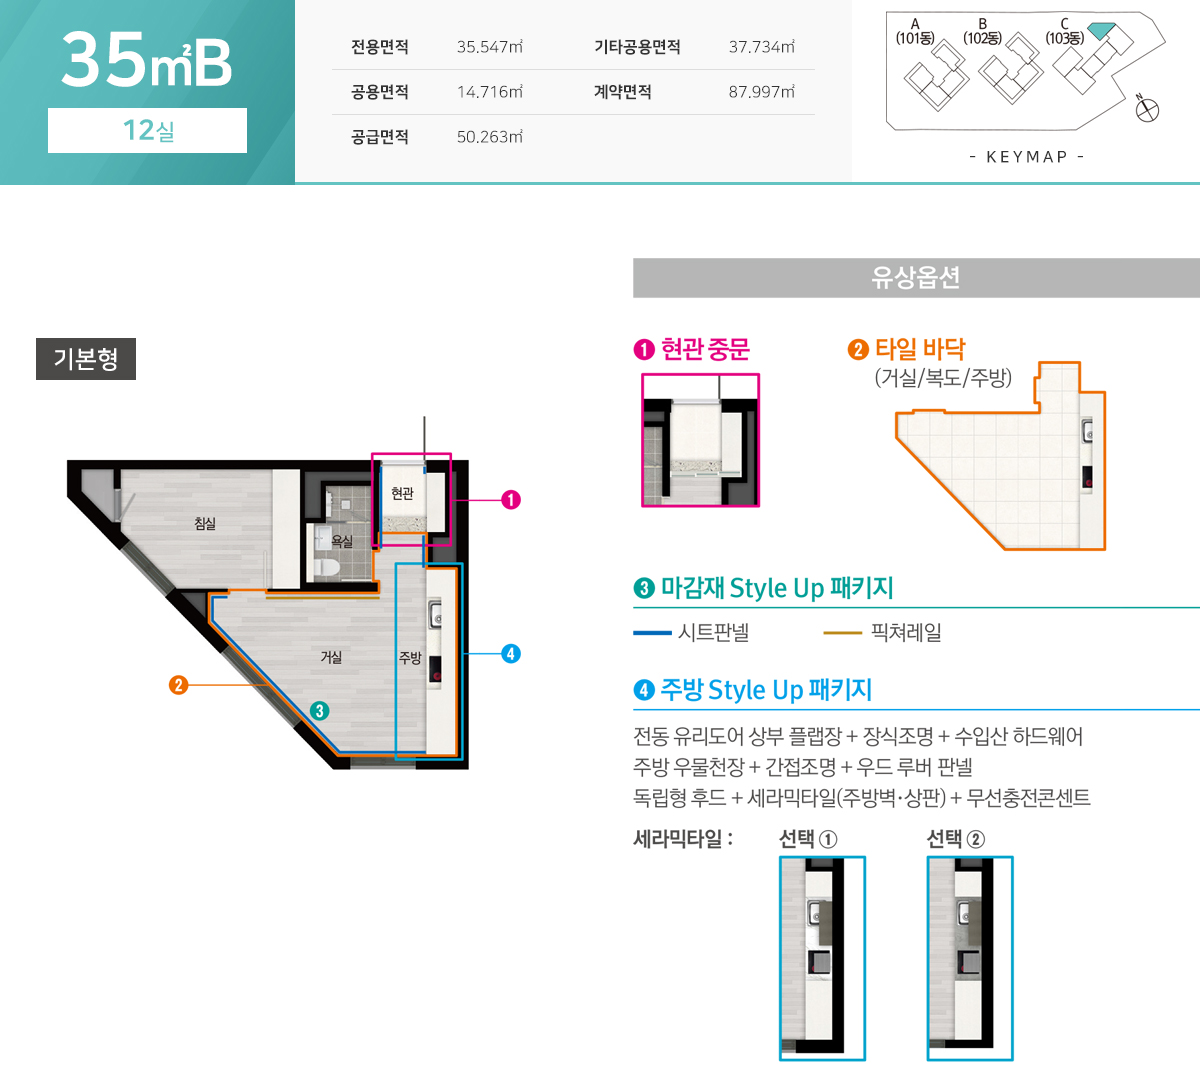 35㎡B
12실
전용면적 35.547㎡ 기타공용면적 37.734㎡
공용면적 14.716㎡ 계약면적 87.997㎡
공급면적 50.263㎡
A
(101동)
B
(102동)
C
(103동)
N
- KEYMAP -
유상옵션
기본형
현관
침실
욕실
거실
주방
1
2
3
4
1 현관 중문
2 타일 바닥
(거실/복도/주방)
3 마감재 Style Up 패키지
시트판넬 픽쳐레일
4 주방 Style Up 패키지
전동 유리도어 상부 플랩장 + 장식조명 + 수입산 하드웨어
주방 우물천장 + 간접조명 + 우드 루버 판넬
독립형 후드 + 세라믹타일(주방벽·상판) + 무선충전콘센트
세라믹타일 : 선택 ① 선택 ②